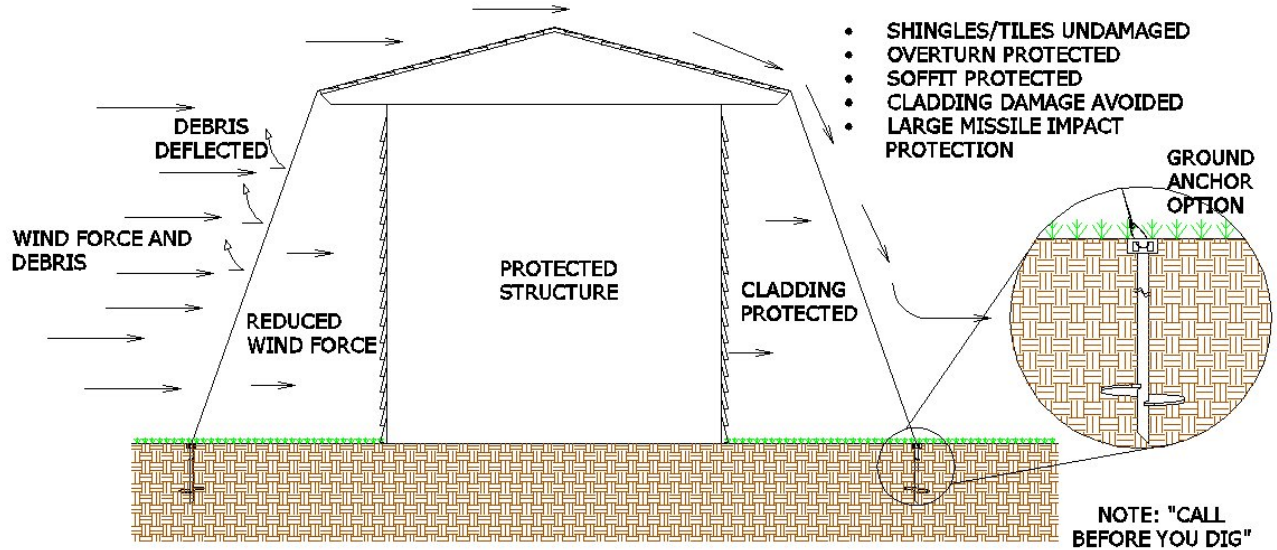 • SHINGLES/TILES UNDAMAGED
• OVERTURN PROTECTED
• SOFFIT PROTECTED
• CLADDING DAMAGE AVOIDED
• LARGE MISSILE IMPACT
PROTECTION
DEBRIS
DEFLECTED
GROUND
ANCHOR
OPTION
WIND FORCE AND
DEBRIS
PROTECTED
STRUCTURE
CLADDING
PROTECTED
REDUCED
WIND FORCE
NOTE: "CALL
BEFORE YOU DIG"